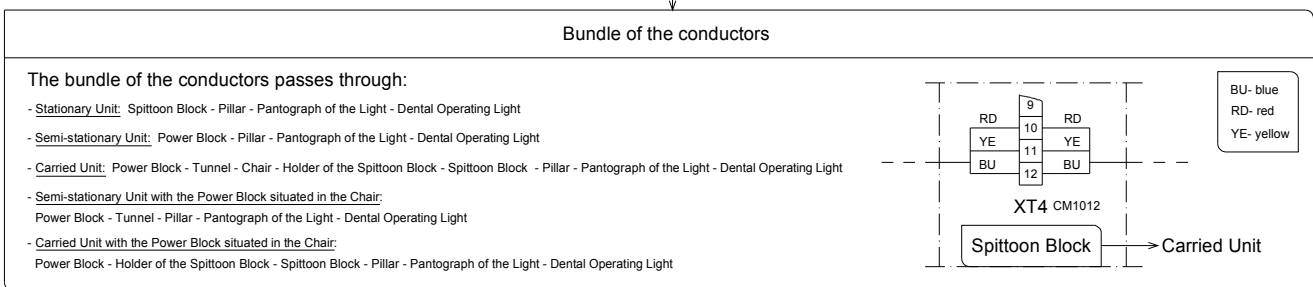 Bundle of the conductors
The bundle of the conductors passes through:
- Stationary Unit: Spittoon Block - Pillar - Pantograph of the Light - Dental Operating Light
- Semi-stationary Unit: Power Block - Pillar - Pantograph of the Light - Dental Operating Light
- Carried Unit: Power Block - Tunnel - Chair - Holder of the Spittoon Block - Spittoon Block - Pillar - Pantograph of the Light - Dental Operating Light
- Semi-stationary Unit with the Power Block situated in the Chair:
Power Block - Tunnel - Pillar - Pantograph of the Light - Dental Operating Light
- Carried Unit with the Power Block situated in the Chair:
Power Block - Holder of the Spittoon Block - Spittoon Block - Pillar - Pantograph of the Light - Dental Operating Light
9
RD 10 RD
YE 11 YE
BU 12 BU
XT4 CM1012
Spittoon Block
Carried Unit
BU- blue
RD- red
YE- yellow